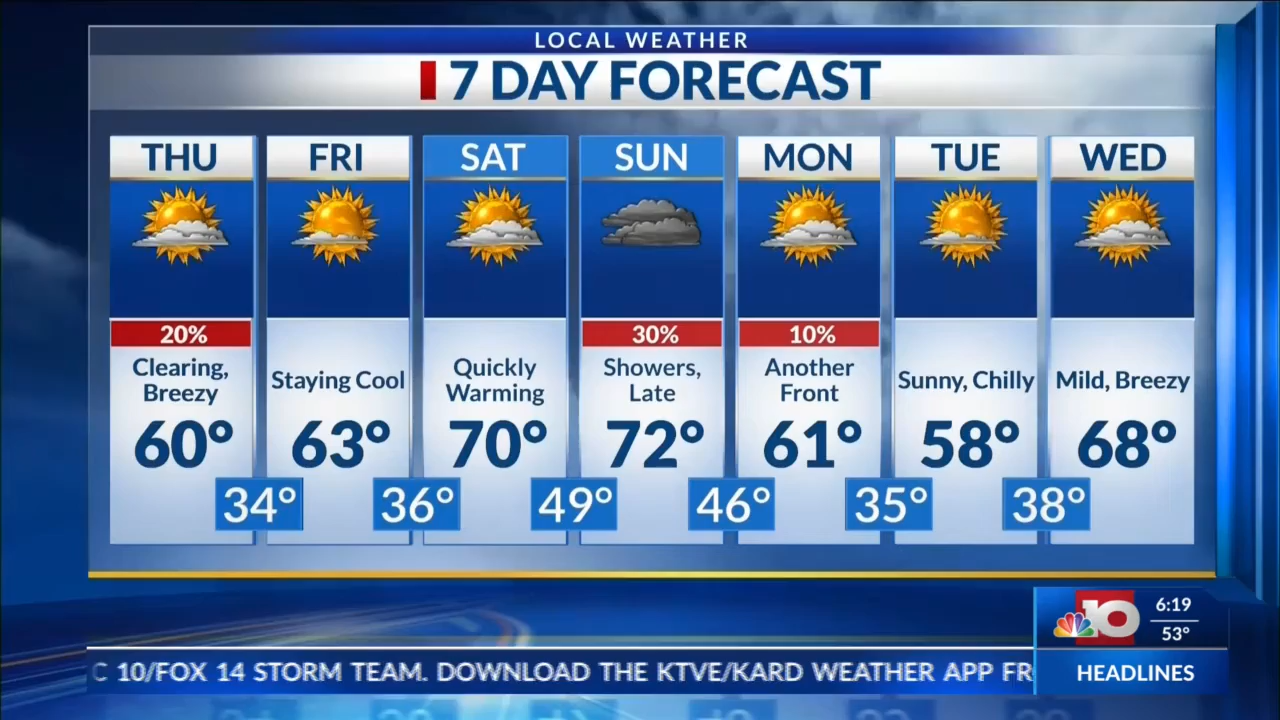 LOCAL WEATHER
7 DAY FORECAST
THU
FRI
SAT
SUN
MON
TUE
WED
20%
30%
10%
Clearing,
Breezy
Staying Cool
Quickly
Warming
Showers,
Late
Another
Front
Sunny, Chilly
Mild, Breezy
60°
63°
70°
72°
61°
58°
68°
34°
36°
49°
46°
35°
38°
10
6:19
53°
C 10/FOX 14 STORM TEAM. DOWNLOAD THE KTVE/KARD WEATHER APP FR
HEADLINES